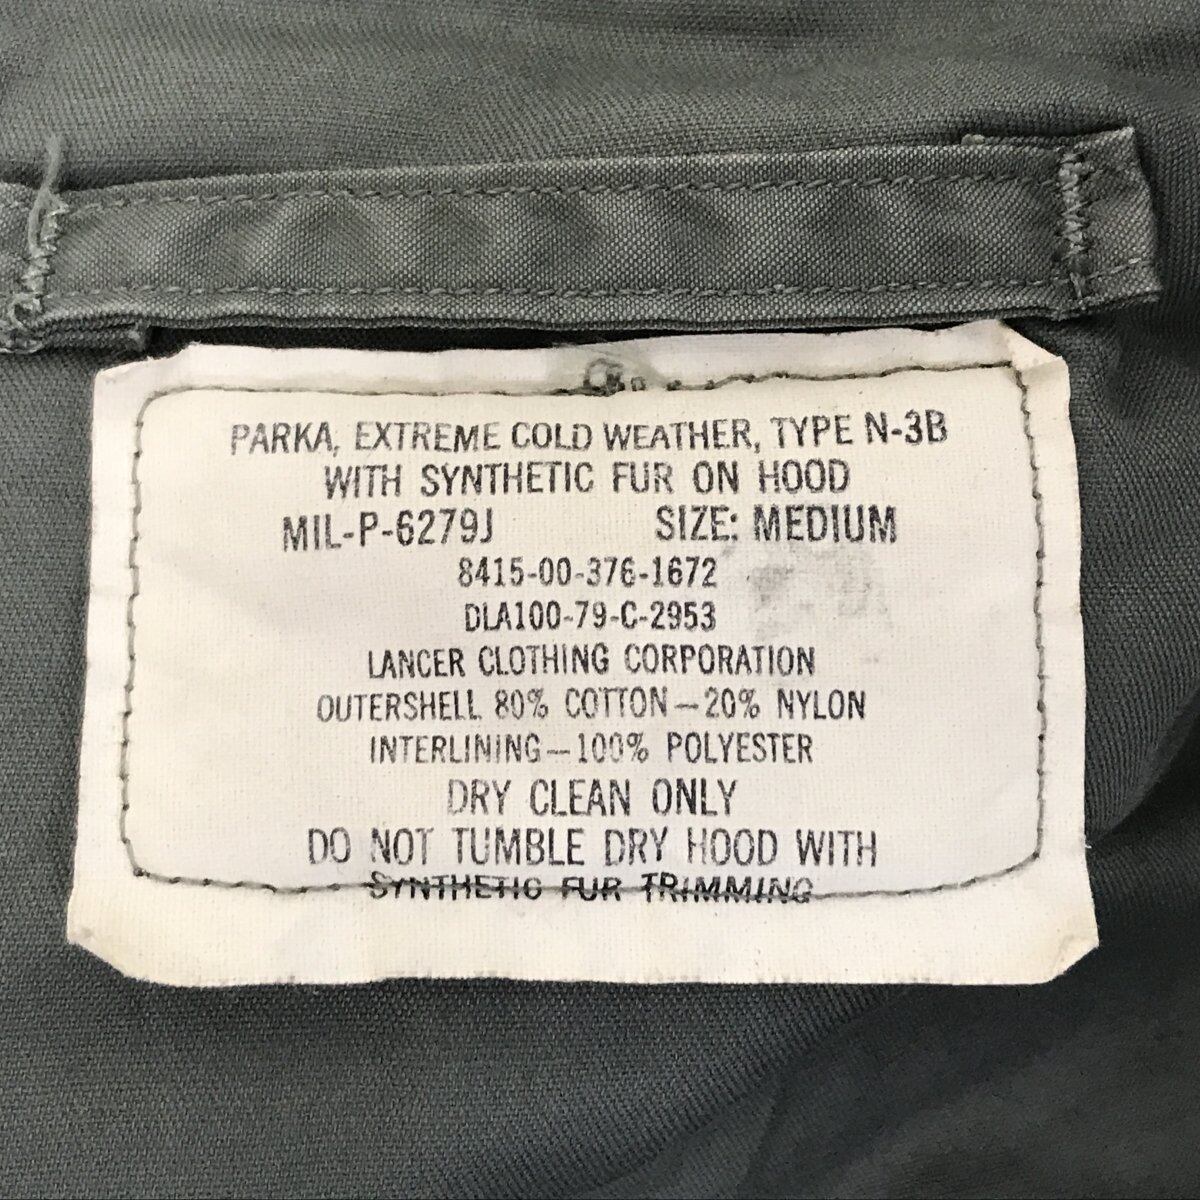 PARKA, EXTREME COLD WEATHER, TYPE N-3B
WITH SYNTHETIC FUR ON HOOD
MIL-P-6279J SIZE: MEDIUM
8415-00-376-1672
DLA100-79-C-2953
LANCER CLOTHING CORPORATION
OUTERSHELL 80% COTTON—20% NYLON
INTERLINING—100% POLYESTER
DRY CLEAN ONLY
DO NOT TUMBLE DRY HOOD WITH
SYNTHETIC FUR TRIMMING